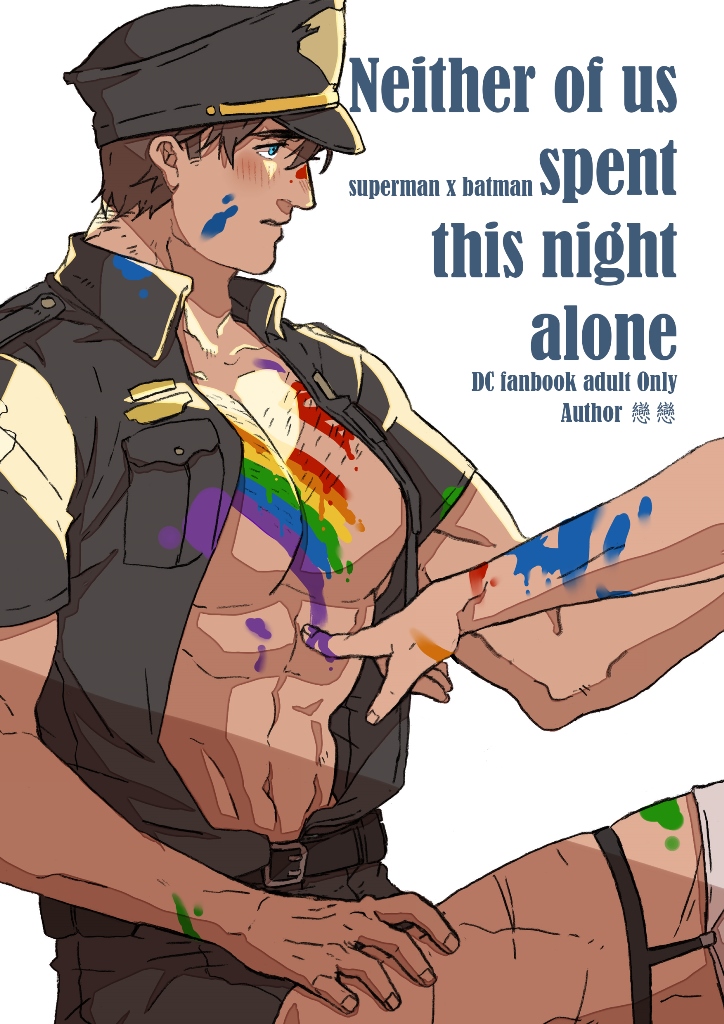 Neither of us
superman x batman spent
this night
alone
DC fanbook adult Only
Author 戀戀